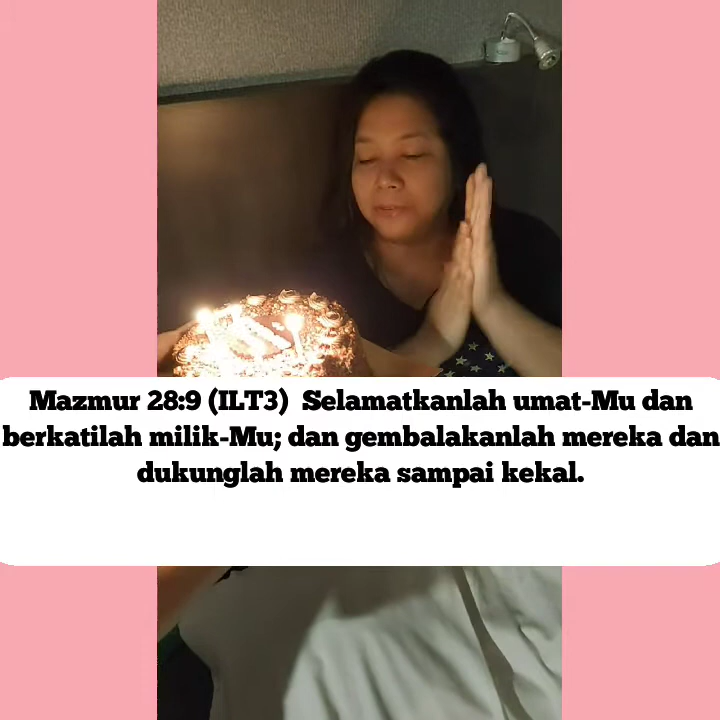 Mazmur 28:9 (ILT3)  Selamatkanlah umat-Mu dan
berkatilah milik-Mu; dan gembalakanlah mereka dan
dukunglah mereka sampai kekal.